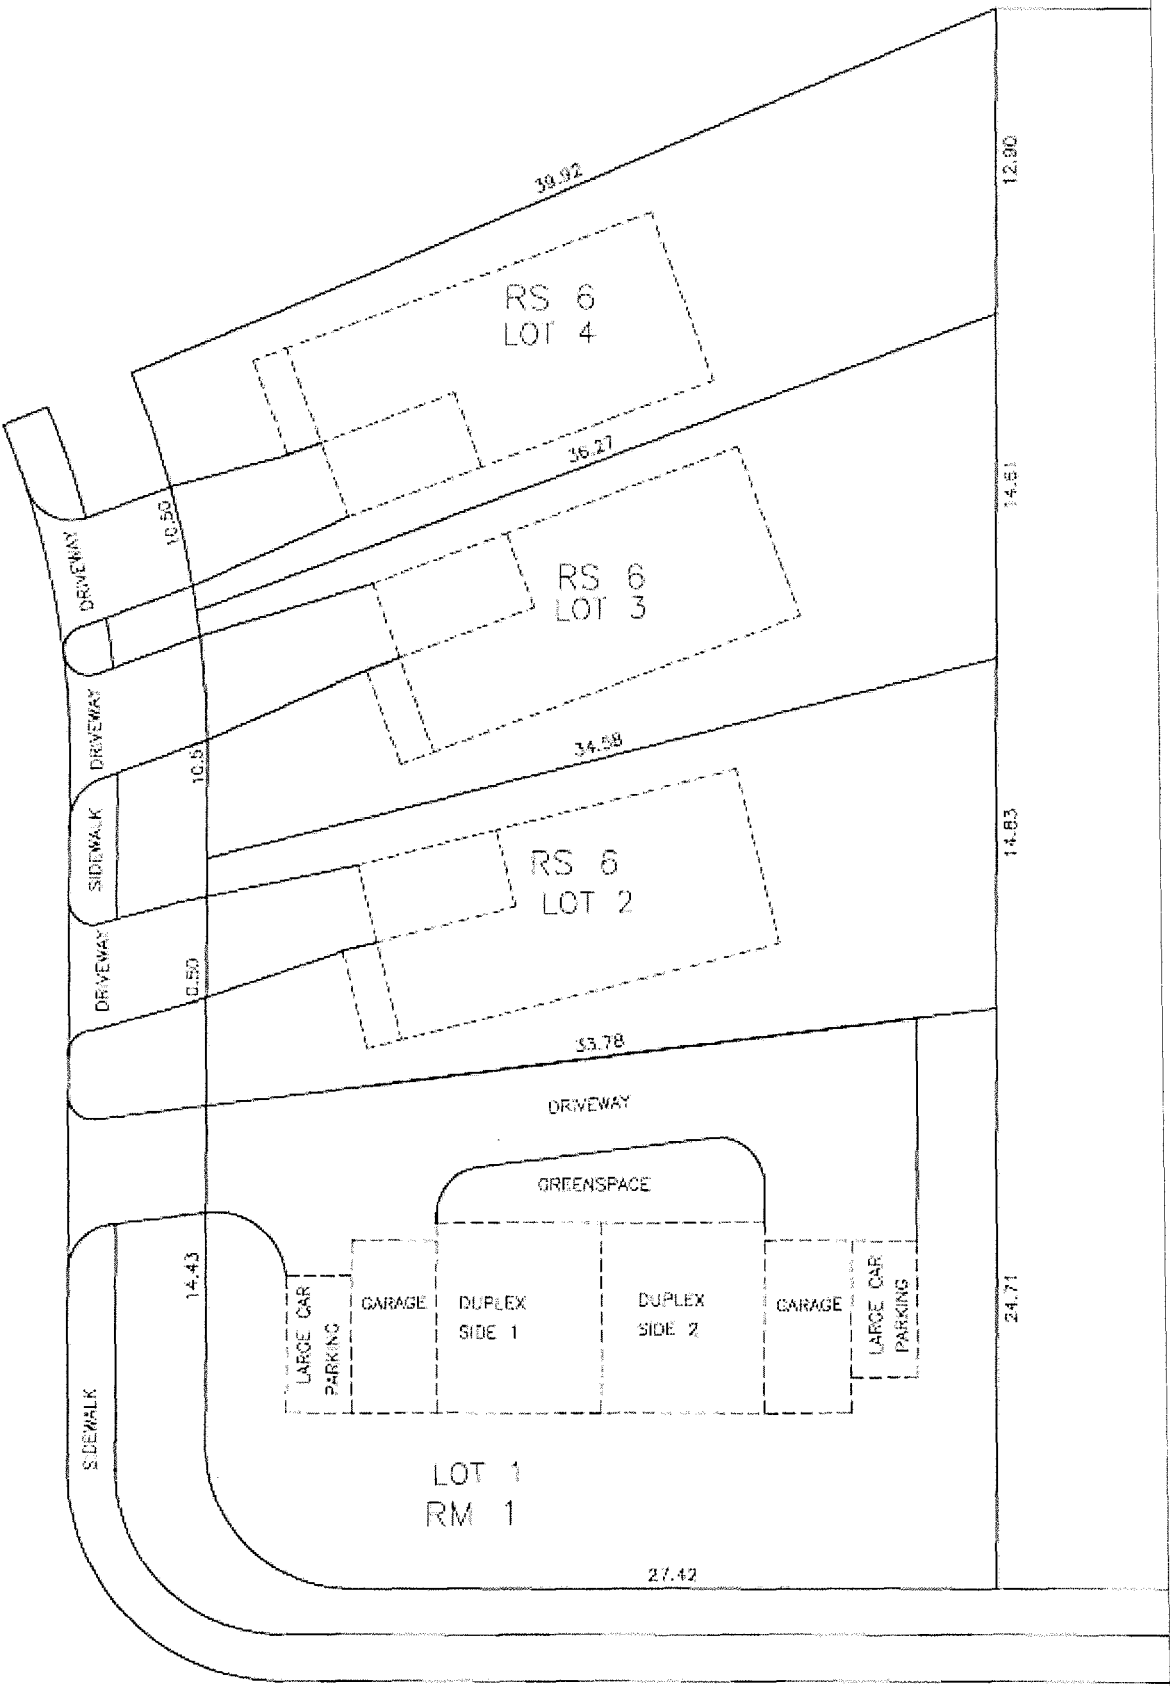 39.92
12.90
RS 6
LOT 4
36.27
14.61
10.50
DRIVEWAY
RS 6
LOT 3
DRIVEWAY
10.5
34.58
SIDEWALK
14.83
RS 6
LOT 2
DRIVEWAY
0.50
33.78
DRIVEWAY
GREENSPACE
14.43
LARGE CAR
PARKING
GARAGE
DUPLEX
SIDE 1
DUPLEX
SIDE 2
GARAGE
LARGE CAR
PARKING
24.71
SIDEWALK
LOT 1
RM 1
27.42